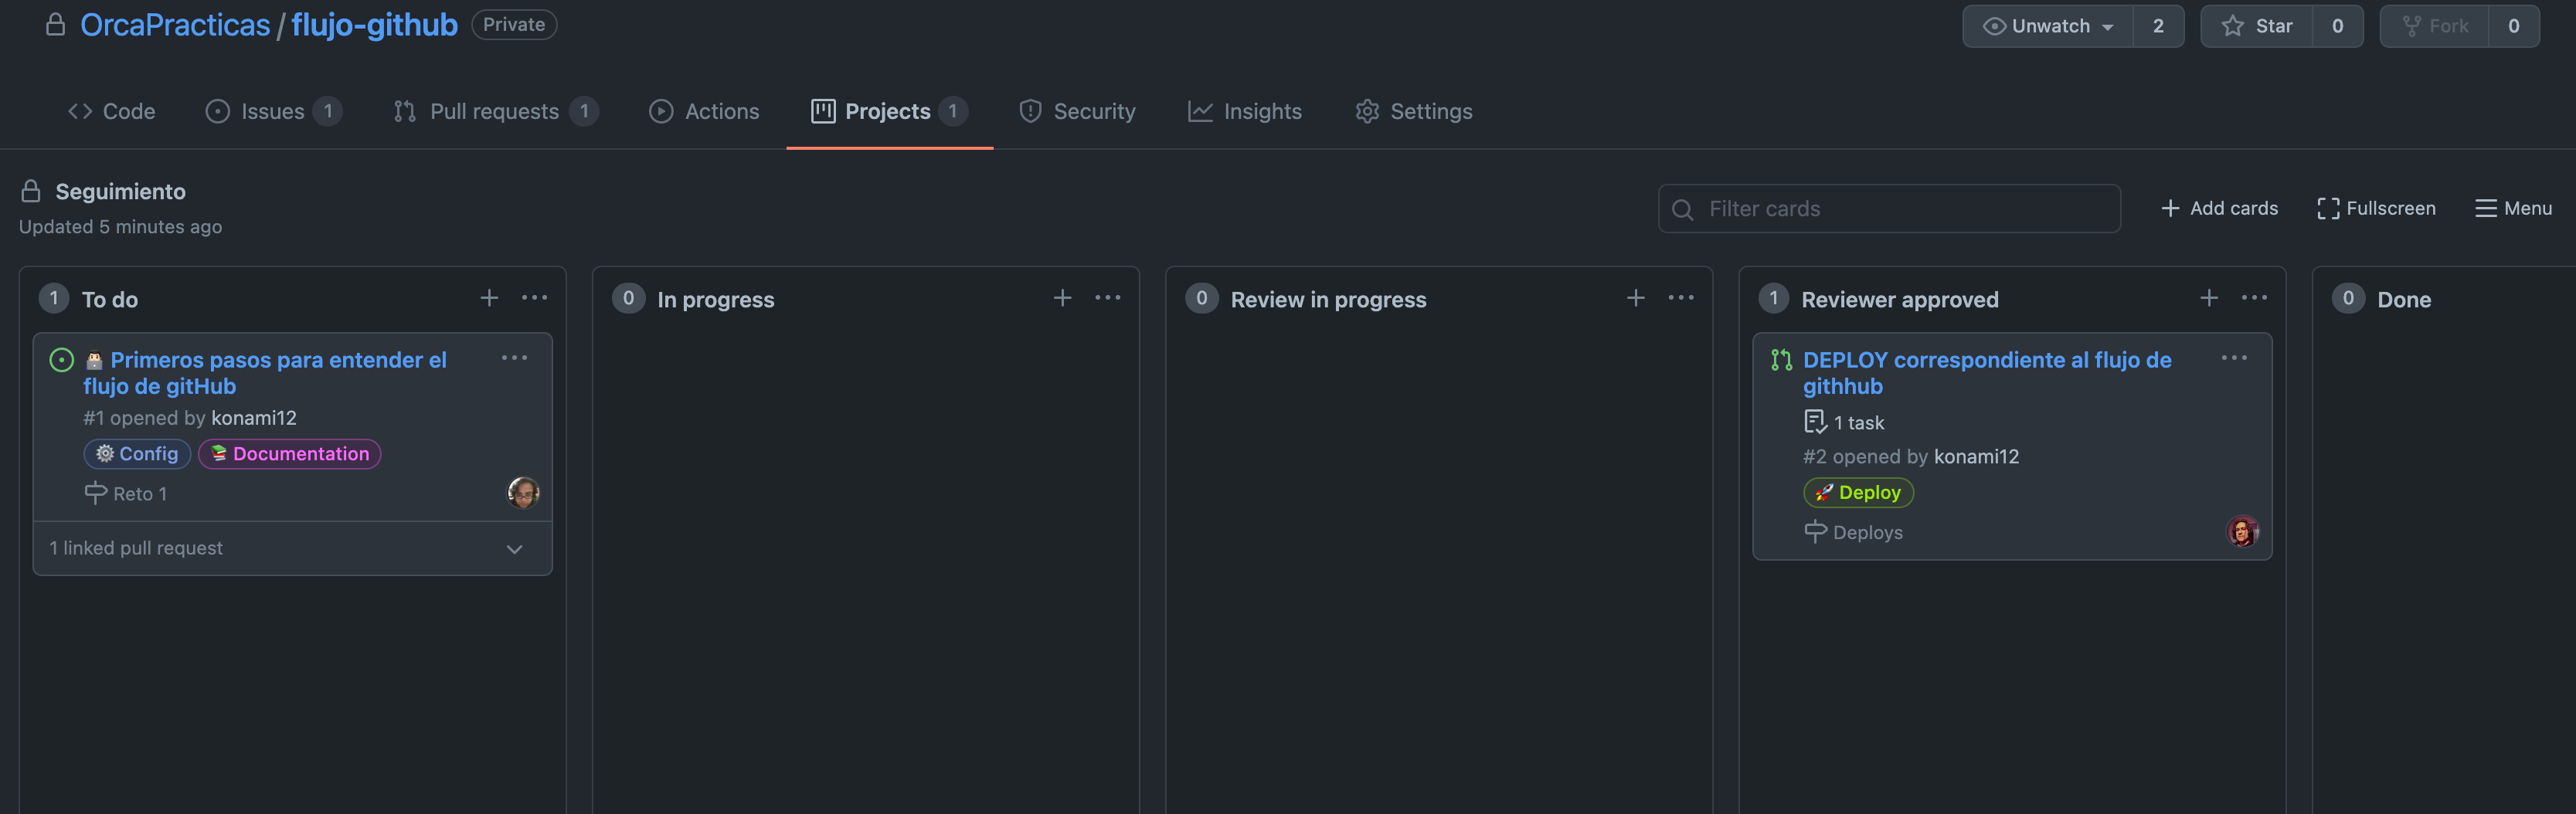 OrcaPracticas / flujo-github Private
Unwatch 2 Star 0 Fork 0
Code Issues 1 Pull requests 1 Actions Projects 1 Security Insights Settings
Seguimiento
Updated 5 minutes ago
Filter cards
Add cards Fullscreen Menu
1 To do
Primeros pasos para entender el
flujo de gitHub
#1 opened by konami12
Config Documentation
Reto 1
1 linked pull request
0 In progress
0 Review in progress
1 Reviewer approved
DEPLOY correspondiente al flujo de
githhub
1 task
#2 opened by konami12
Deploy
Deploys
0 Done